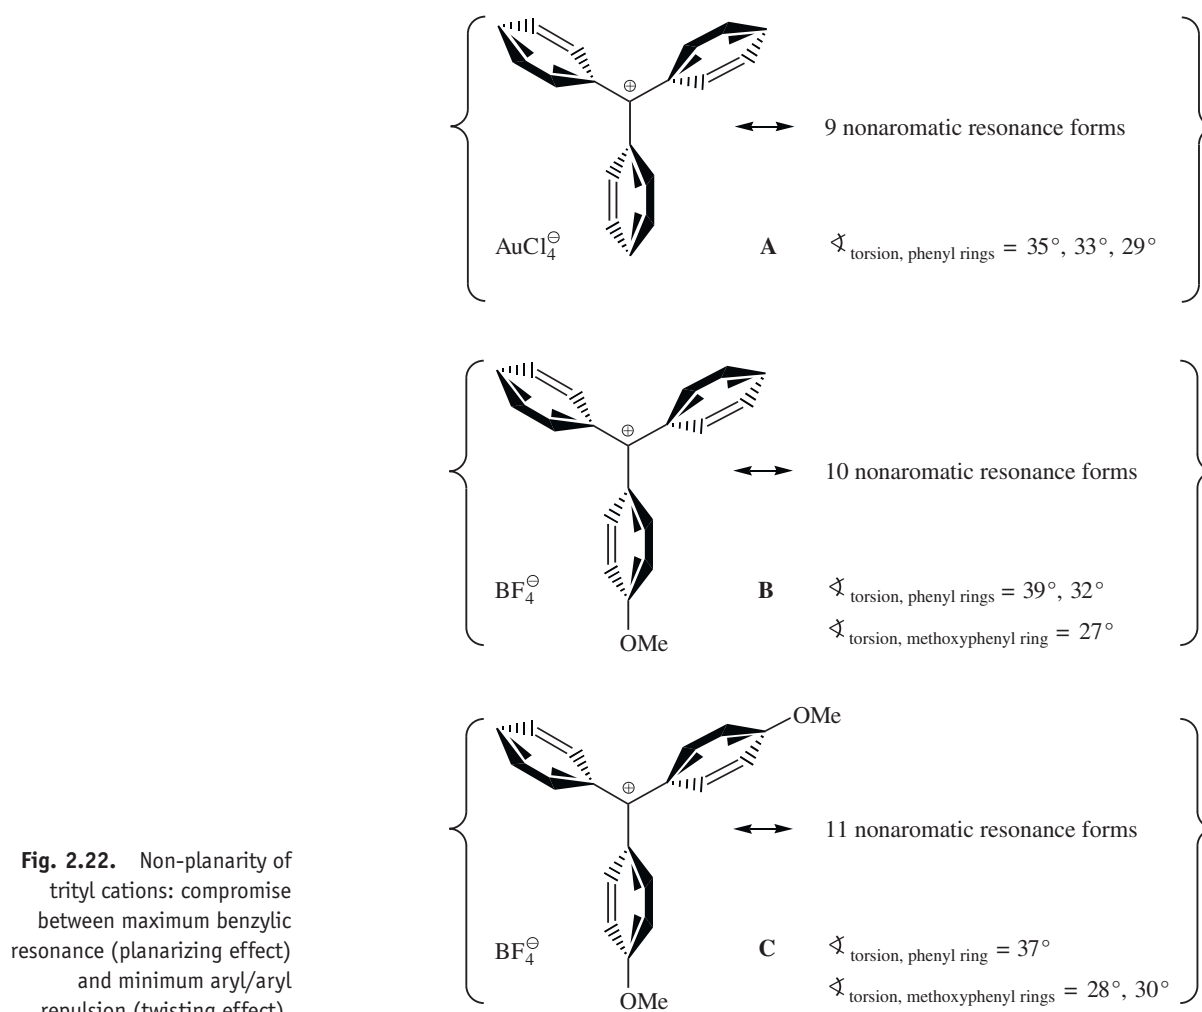 ⊕
9 nonaromatic resonance forms
AuCl4⊖
A
∢ torsion, phenyl rings = 35°, 33°, 29°
⊕
10 nonaromatic resonance forms
BF4⊖
B
∢ torsion, phenyl rings = 39°, 32°
∢ torsion, methoxyphenyl ring = 27°
OMe
OMe
⊕
11 nonaromatic resonance forms
Fig. 2.22. Non-planarity of
trityl cations: compromise
between maximum benzylic
resonance (planarizing effect)
and minimum aryl/aryl
repulsion (twisting effect).
BF4⊖
C
∢ torsion, phenyl ring = 37°
∢ torsion, methoxyphenyl rings = 28°, 30°
OMe